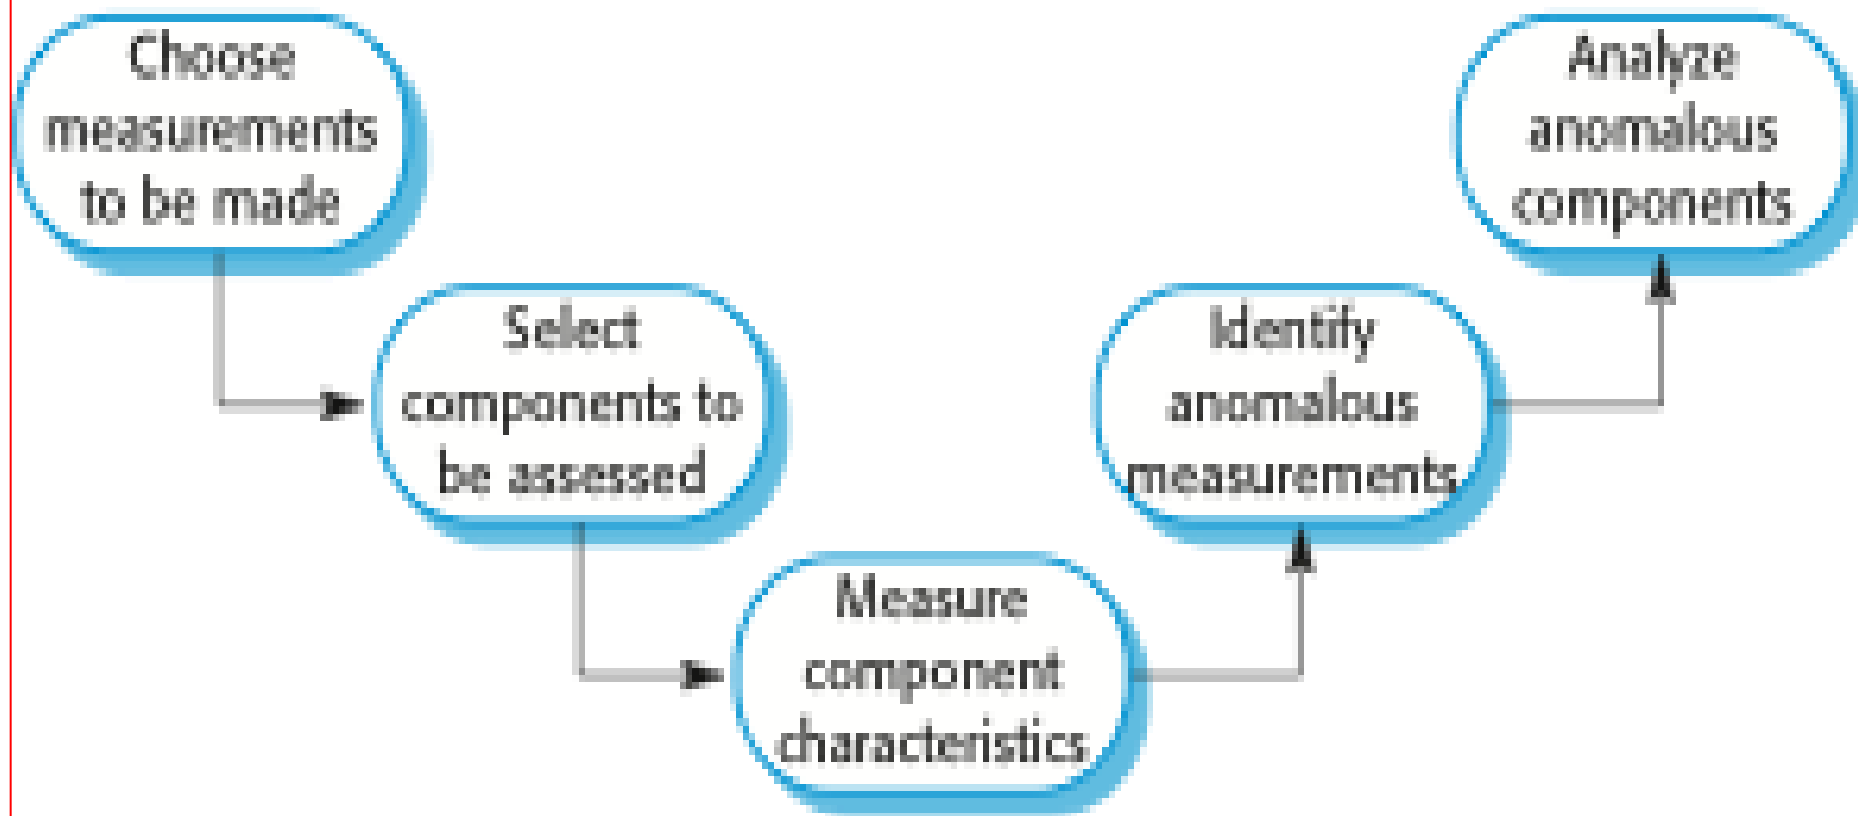 Choose
measurements
to be made
Select
components to
be assessed
Measure
component
characteristics
Identify
anomalous
measurements
Analyze
anomalous
components